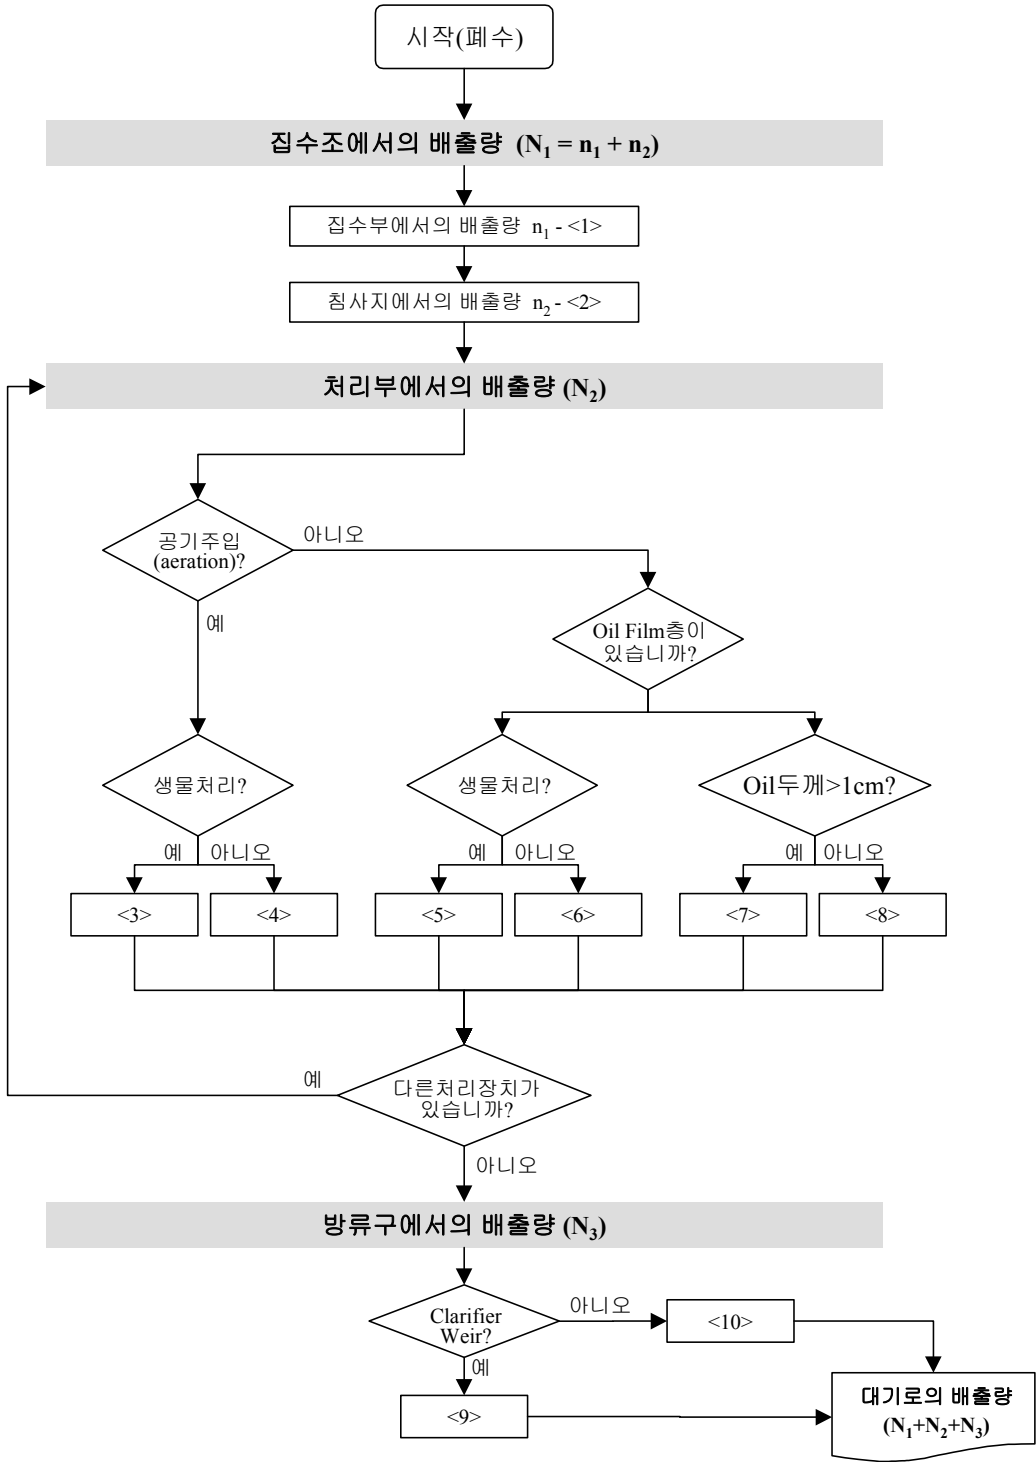 시작(폐수)
집수조에서의 배출량 (N₁ = n₁ + n₂)
집수부에서의 배출량 n₁ - <1>
침사지에서의 배출량 n₂ - <2>
처리부에서의 배출량 (N₂)
공기주입
(aeration)?
아니오
예
Oil Film층이
있습니까?
생물처리?
생물처리?
Oil두께>1cm?
예
아니오
예
아니오
예
아니오
<3>
<4>
<5>
<6>
<7>
<8>
다른처리장치가
있습니까?
예
아니오
방류구에서의 배출량 (N₃)
Clarifier
Weir?
아니오
<10>
예
<9>
대기로의 배출량
(N₁+N₂+N₃)